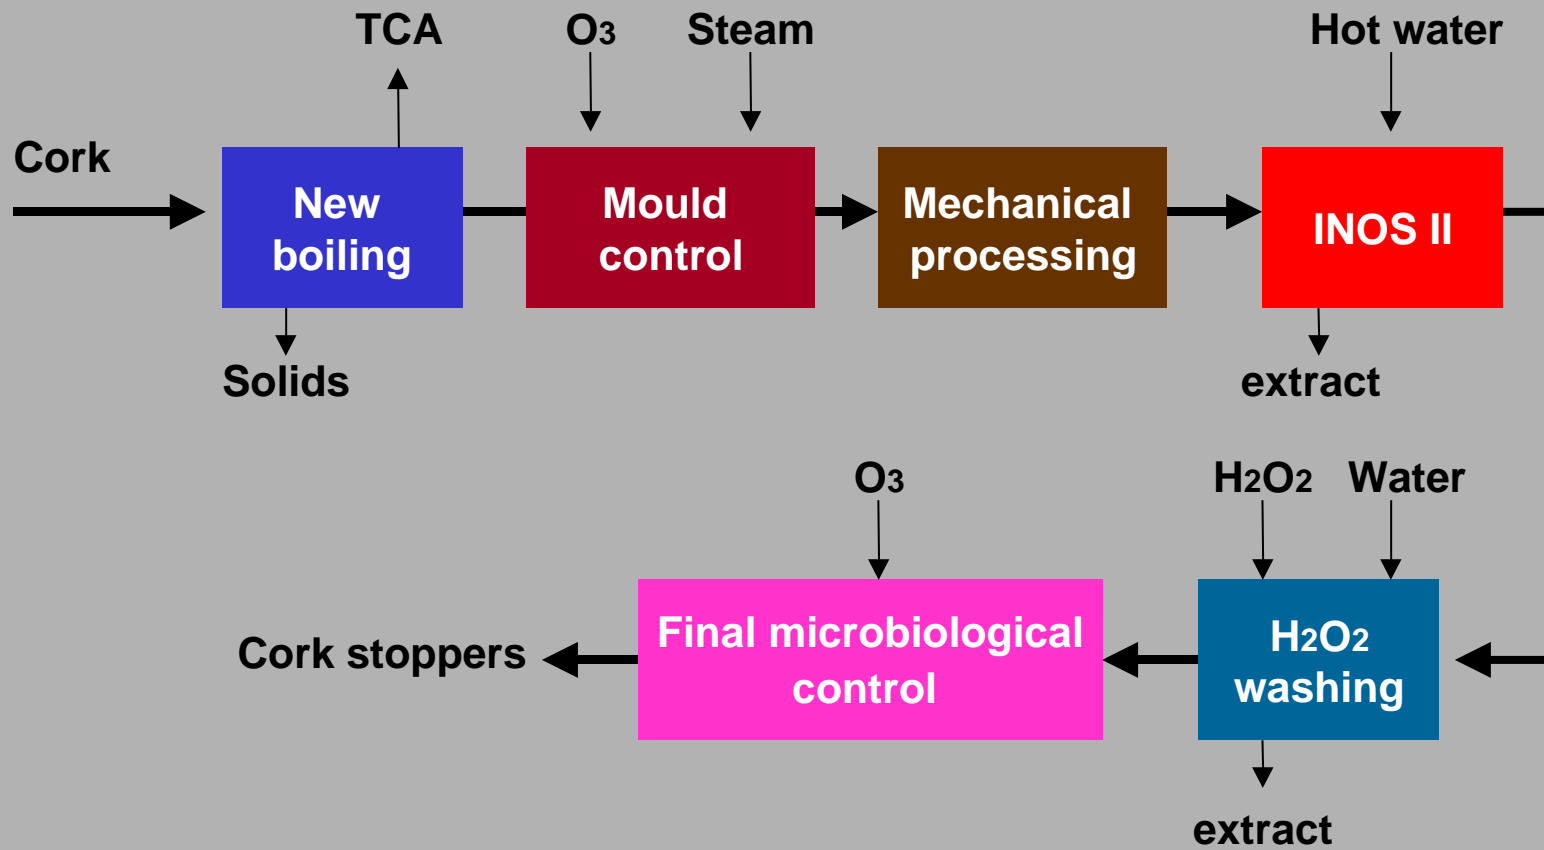 TCA
O3
Steam
Hot water
Cork
New
boiling
Mould
control
Mechanical
processing
INOS II
Solids
extract
O3
H2O2
Water
Cork stoppers
Final microbiological
control
H2O2
washing
extract